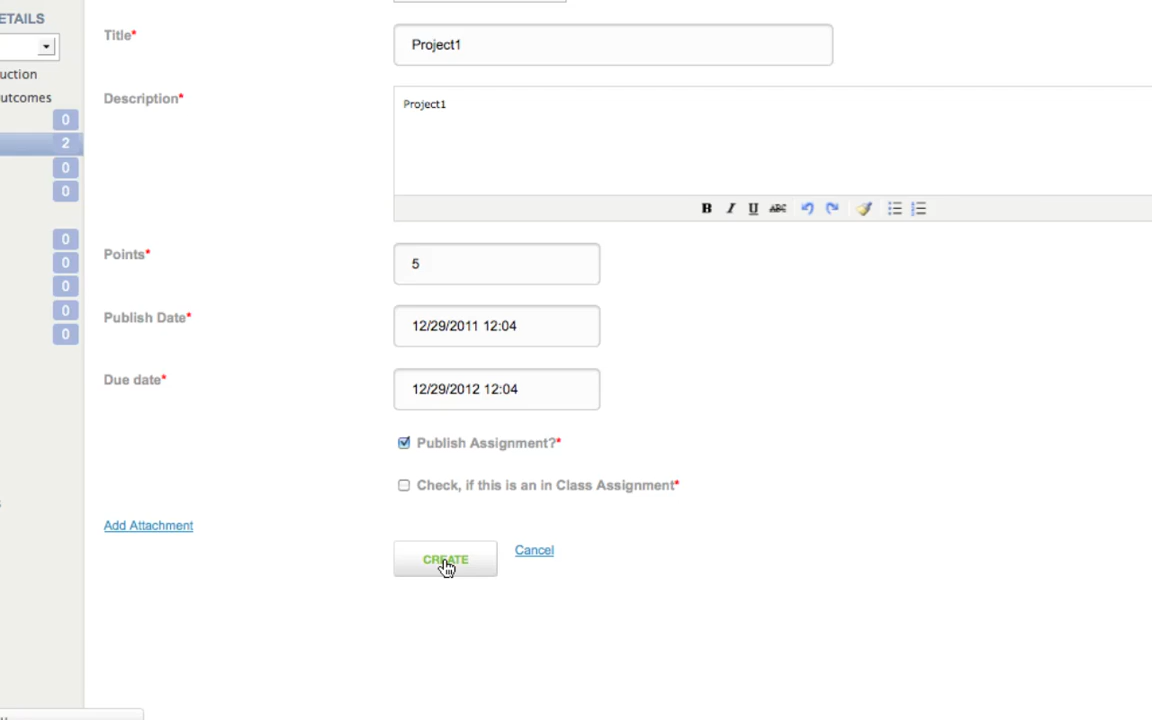 ETAILS
Title*
Project1
uction
utcomes
Description*
Project1
0
2
0
0
B I U ABC
0
0
0
0
0
Points*
5
Publish Date*
12/29/2011 12:04
Due date*
12/29/2012 12:04
Publish Assignment?*
Check, if this is an in Class Assignment*
Add Attachment
CREATE
Cancel